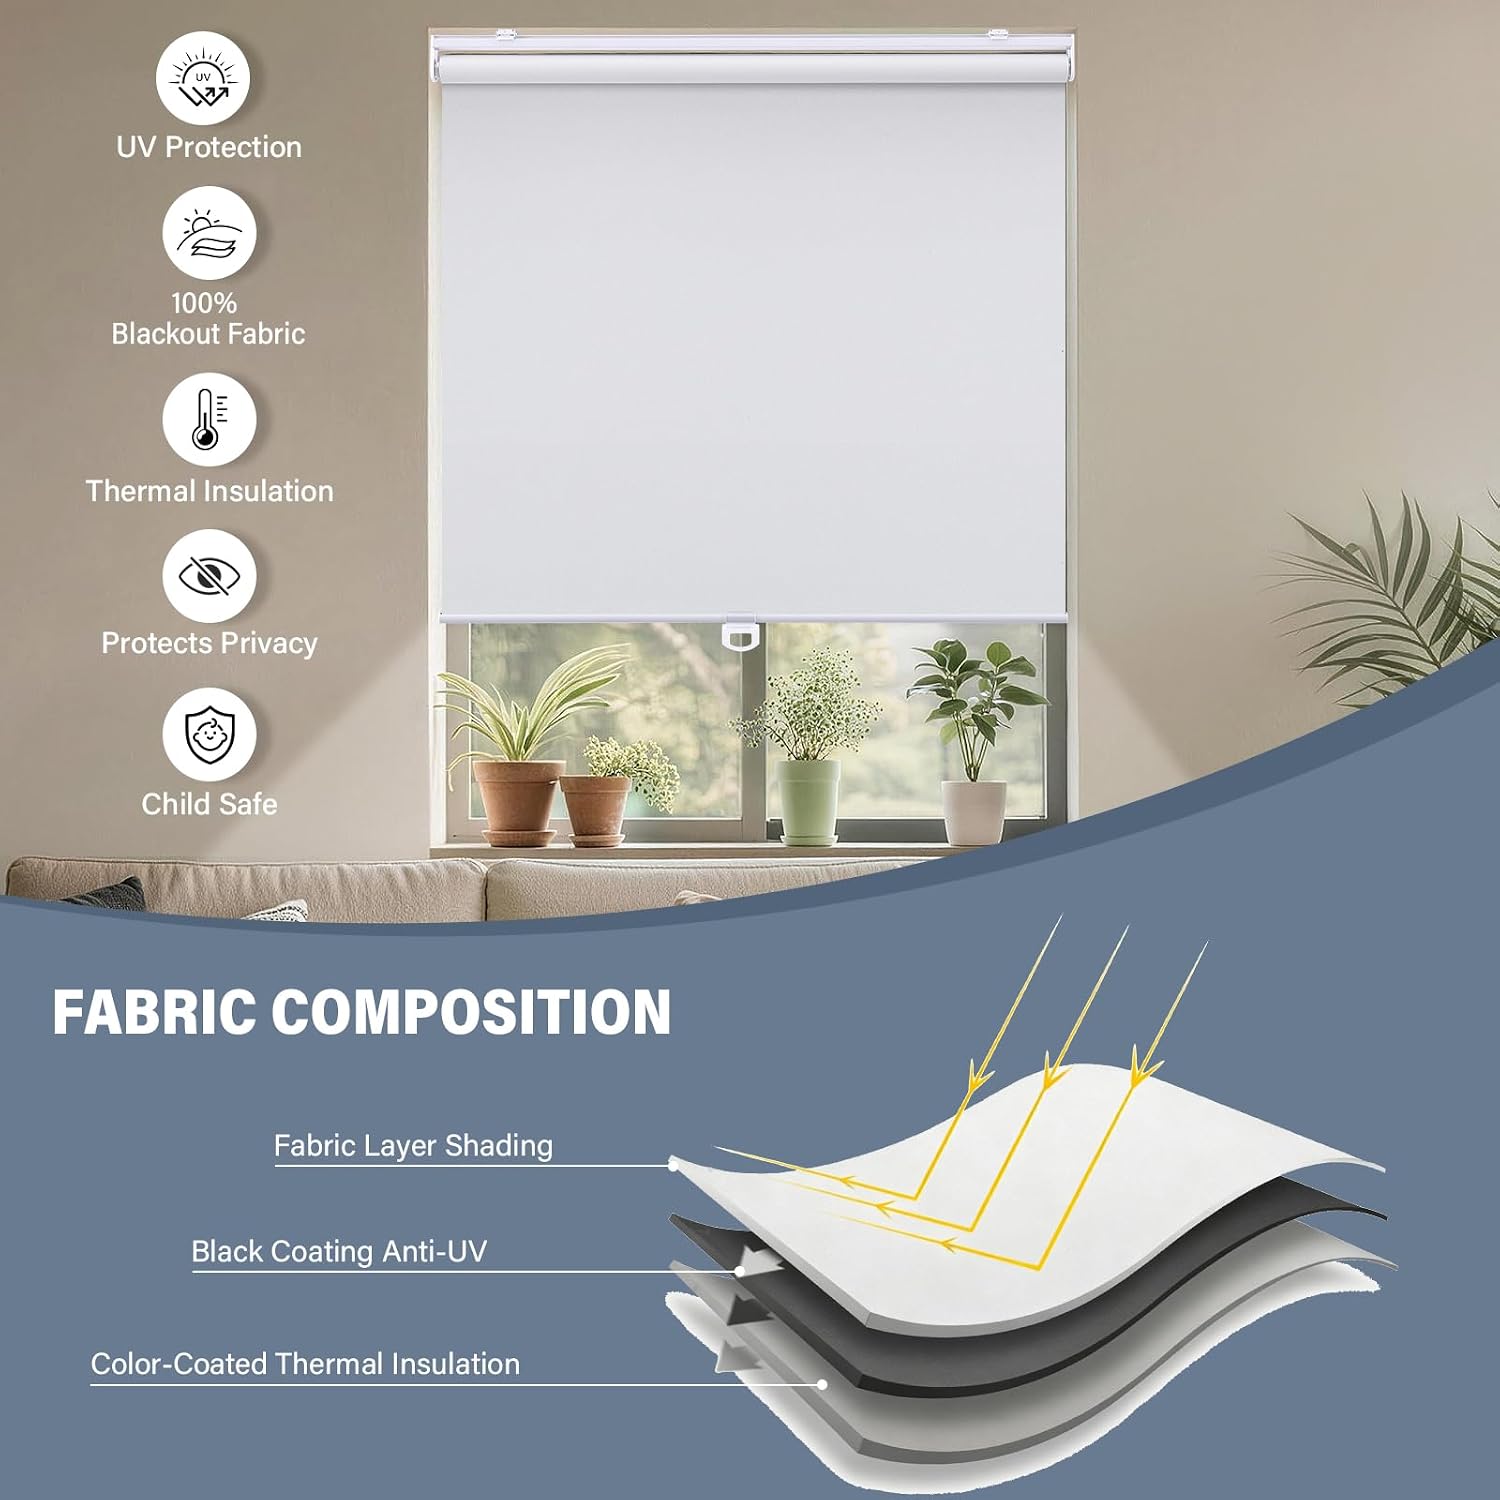 UV
UV Protection
100%
Blackout Fabric
Thermal Insulation
Protects Privacy
Child Safe
FABRIC COMPOSITION
Fabric Layer Shading
Black Coating Anti-UV
Color-Coated Thermal Insulation